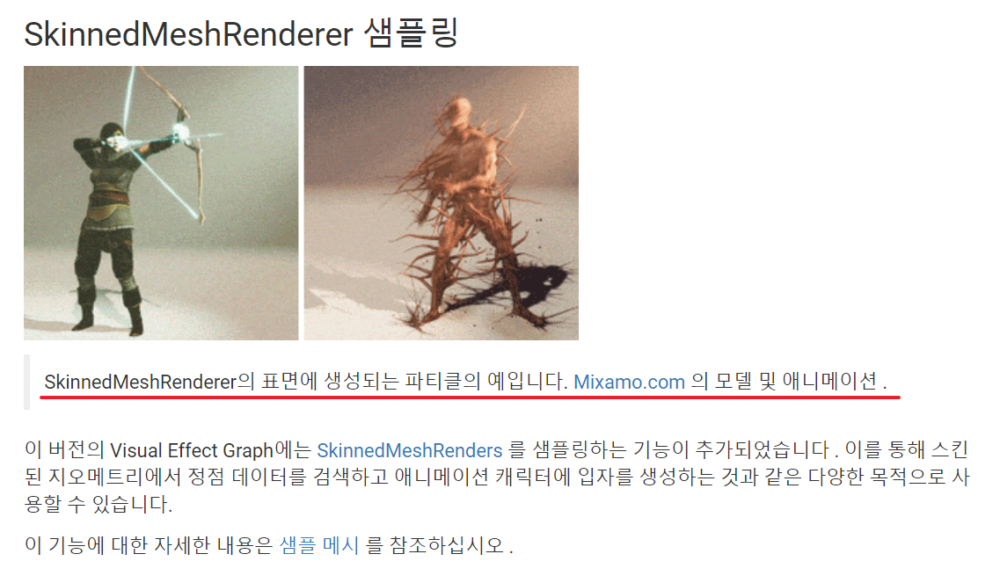 SkinnedMeshRenderer 샘플링
SkinnedMeshRenderer의 표면에 생성되는 파티클의 예입니다. Mixamo.com 의 모델 및 애니메이션 .
이 버전의 Visual Effect Graph에는 SkinnedMeshRenders 를 샘플링하는 기능이 추가되었습니다 . 이를 통해 스킨
된 지오메트리에서 정점 데이터를 검색하고 애니메이션 캐릭터에 입자를 생성하는 것과 같은 다양한 목적으로 사
용할 수 있습니다.
이 기능에 대한 자세한 내용은 샘플 메시 를 참조하십시오 .